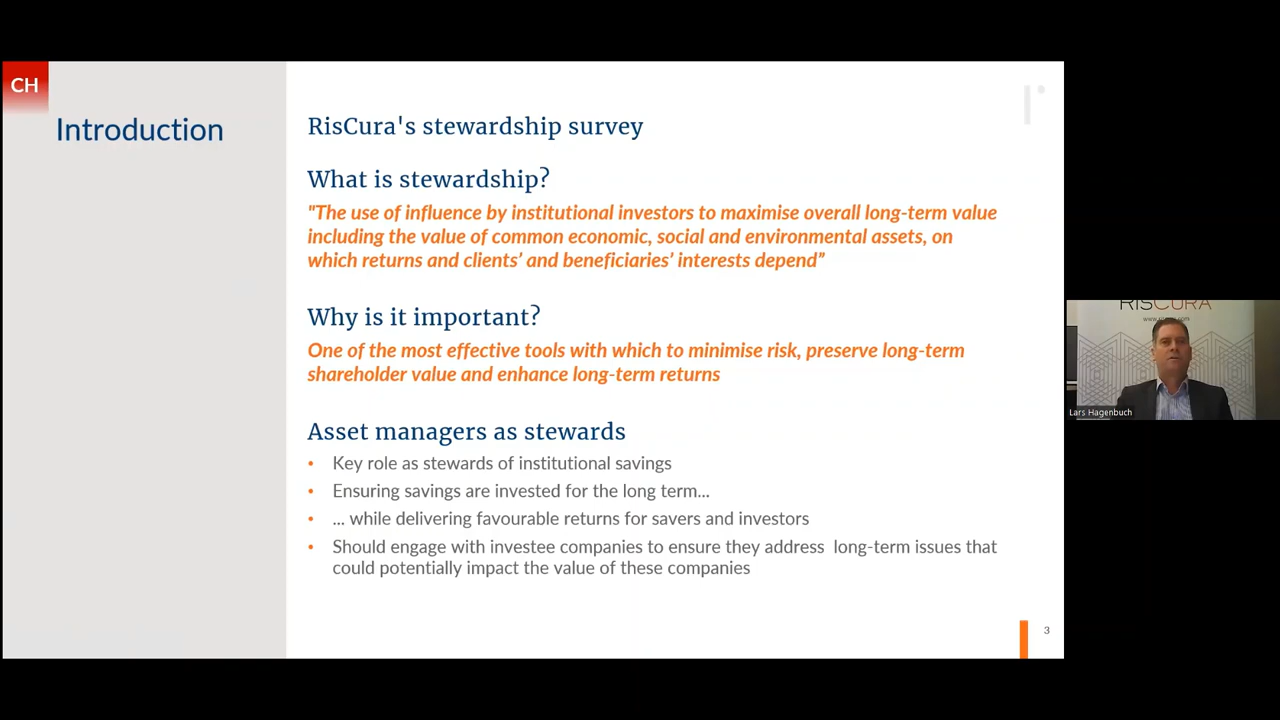 CH
Introduction
RisCura's stewardship survey
What is stewardship?
"The use of influence by institutional investors to maximise overall long-term value
including the value of common economic, social and environmental assets, on
which returns and clients’ and beneficiaries’ interests depend”
Why is it important?
One of the most effective tools with which to minimise risk, preserve long-term
shareholder value and enhance long-term returns
Asset managers as stewards
• Key role as stewards of institutional savings
• Ensuring savings are invested for the long term...
• ... while delivering favourable returns for savers and investors
• Should engage with investee companies to ensure they address  long-term issues that
could potentially impact the value of these companies
3
RISCURA
Lars Hagenbuch